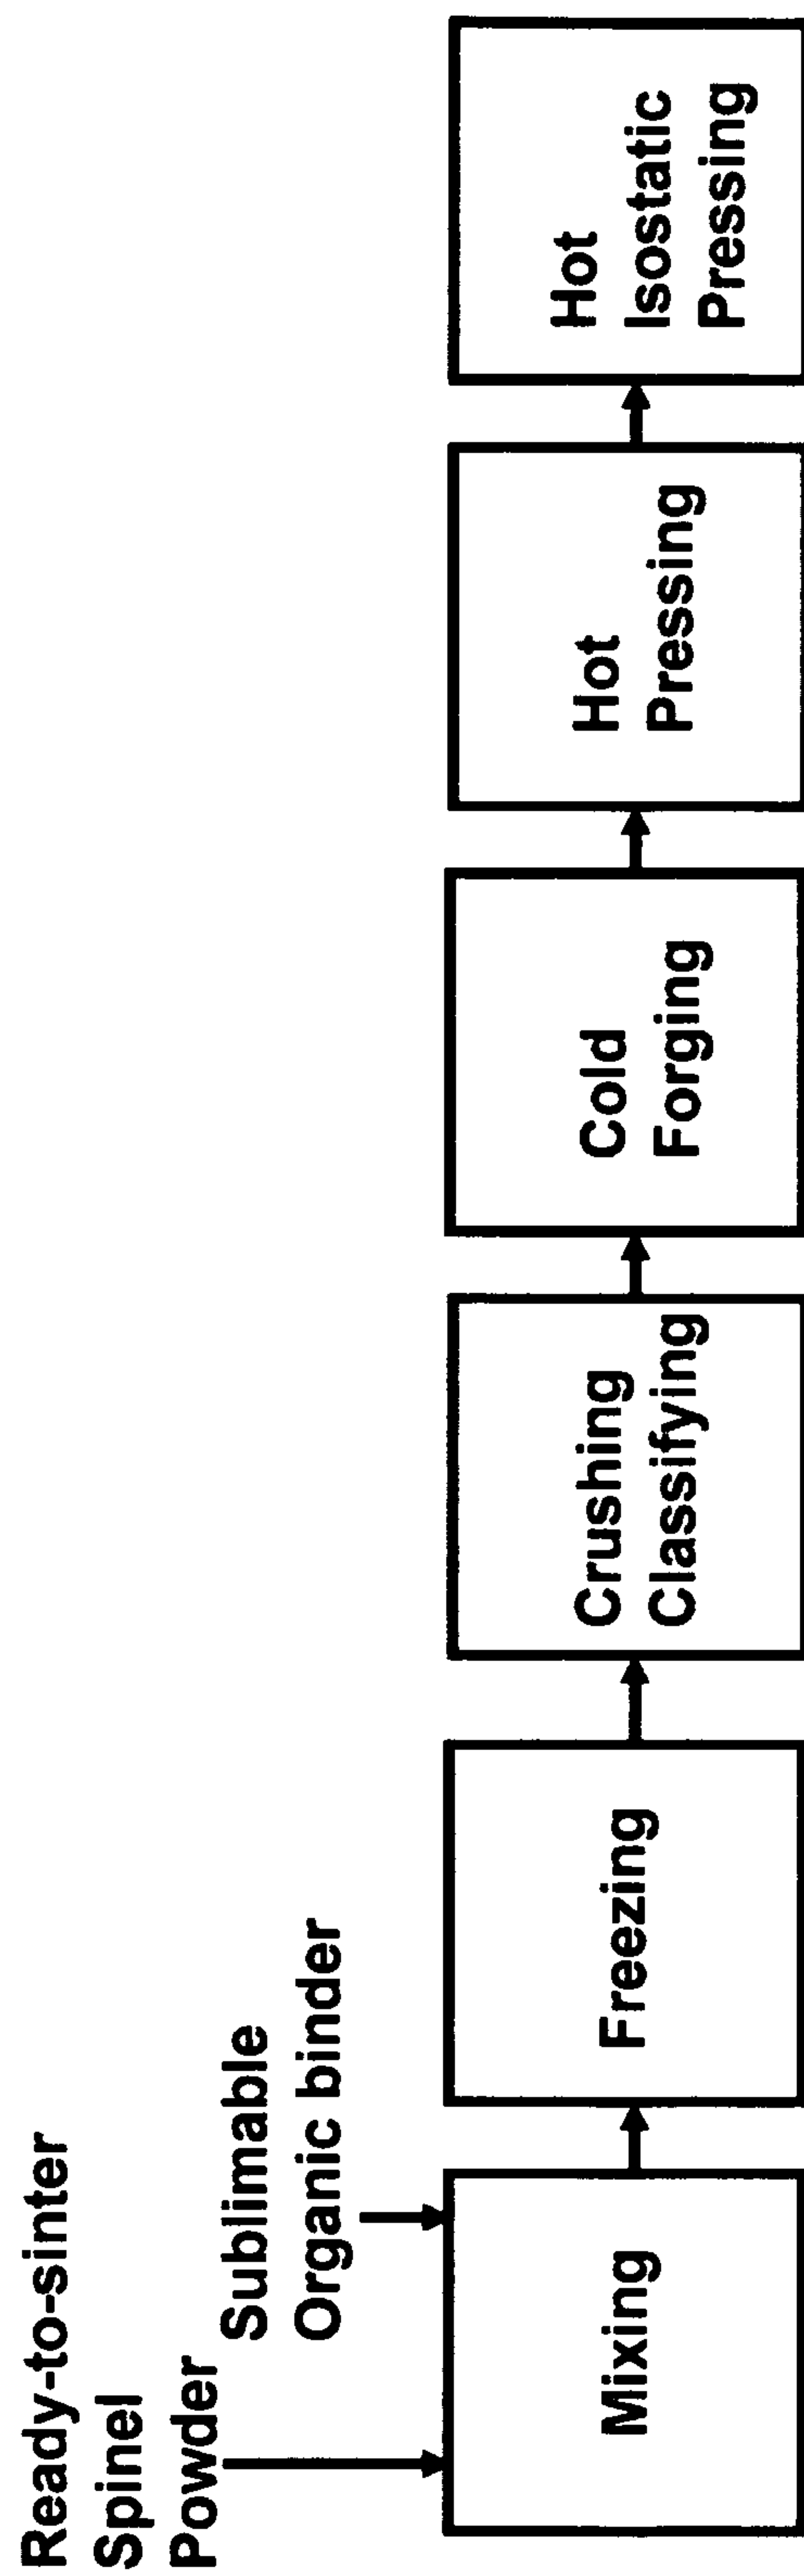 Ready-to-sinter
Spinel
Powder
Sublimable
Organic binder
Mixing
Freezing
Crushing
Classifying
Cold
Forging
Hot
Pressing
Hot
Isostatic
Pressing